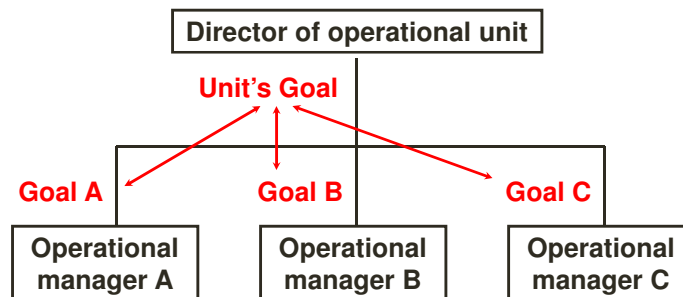 Director of operational unit
Unit's Goal
Goal A
Goal B
Goal C
Operational
manager A
Operational
manager B
Operational
manager C